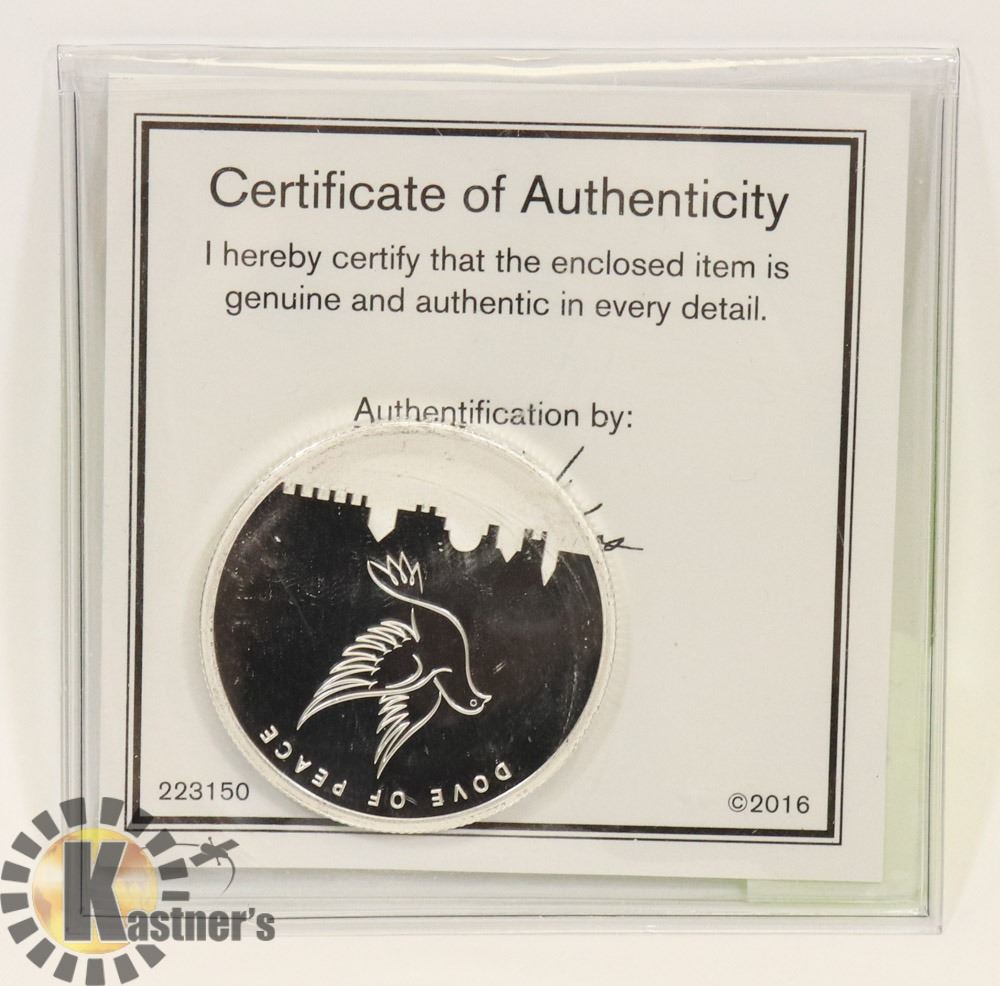 Certificate of Authenticity
I hereby certify that the enclosed item is
genuine and authentic in every detail.
Authentification by:
DOVE OF PEACE
223150
©2016
Kastner's